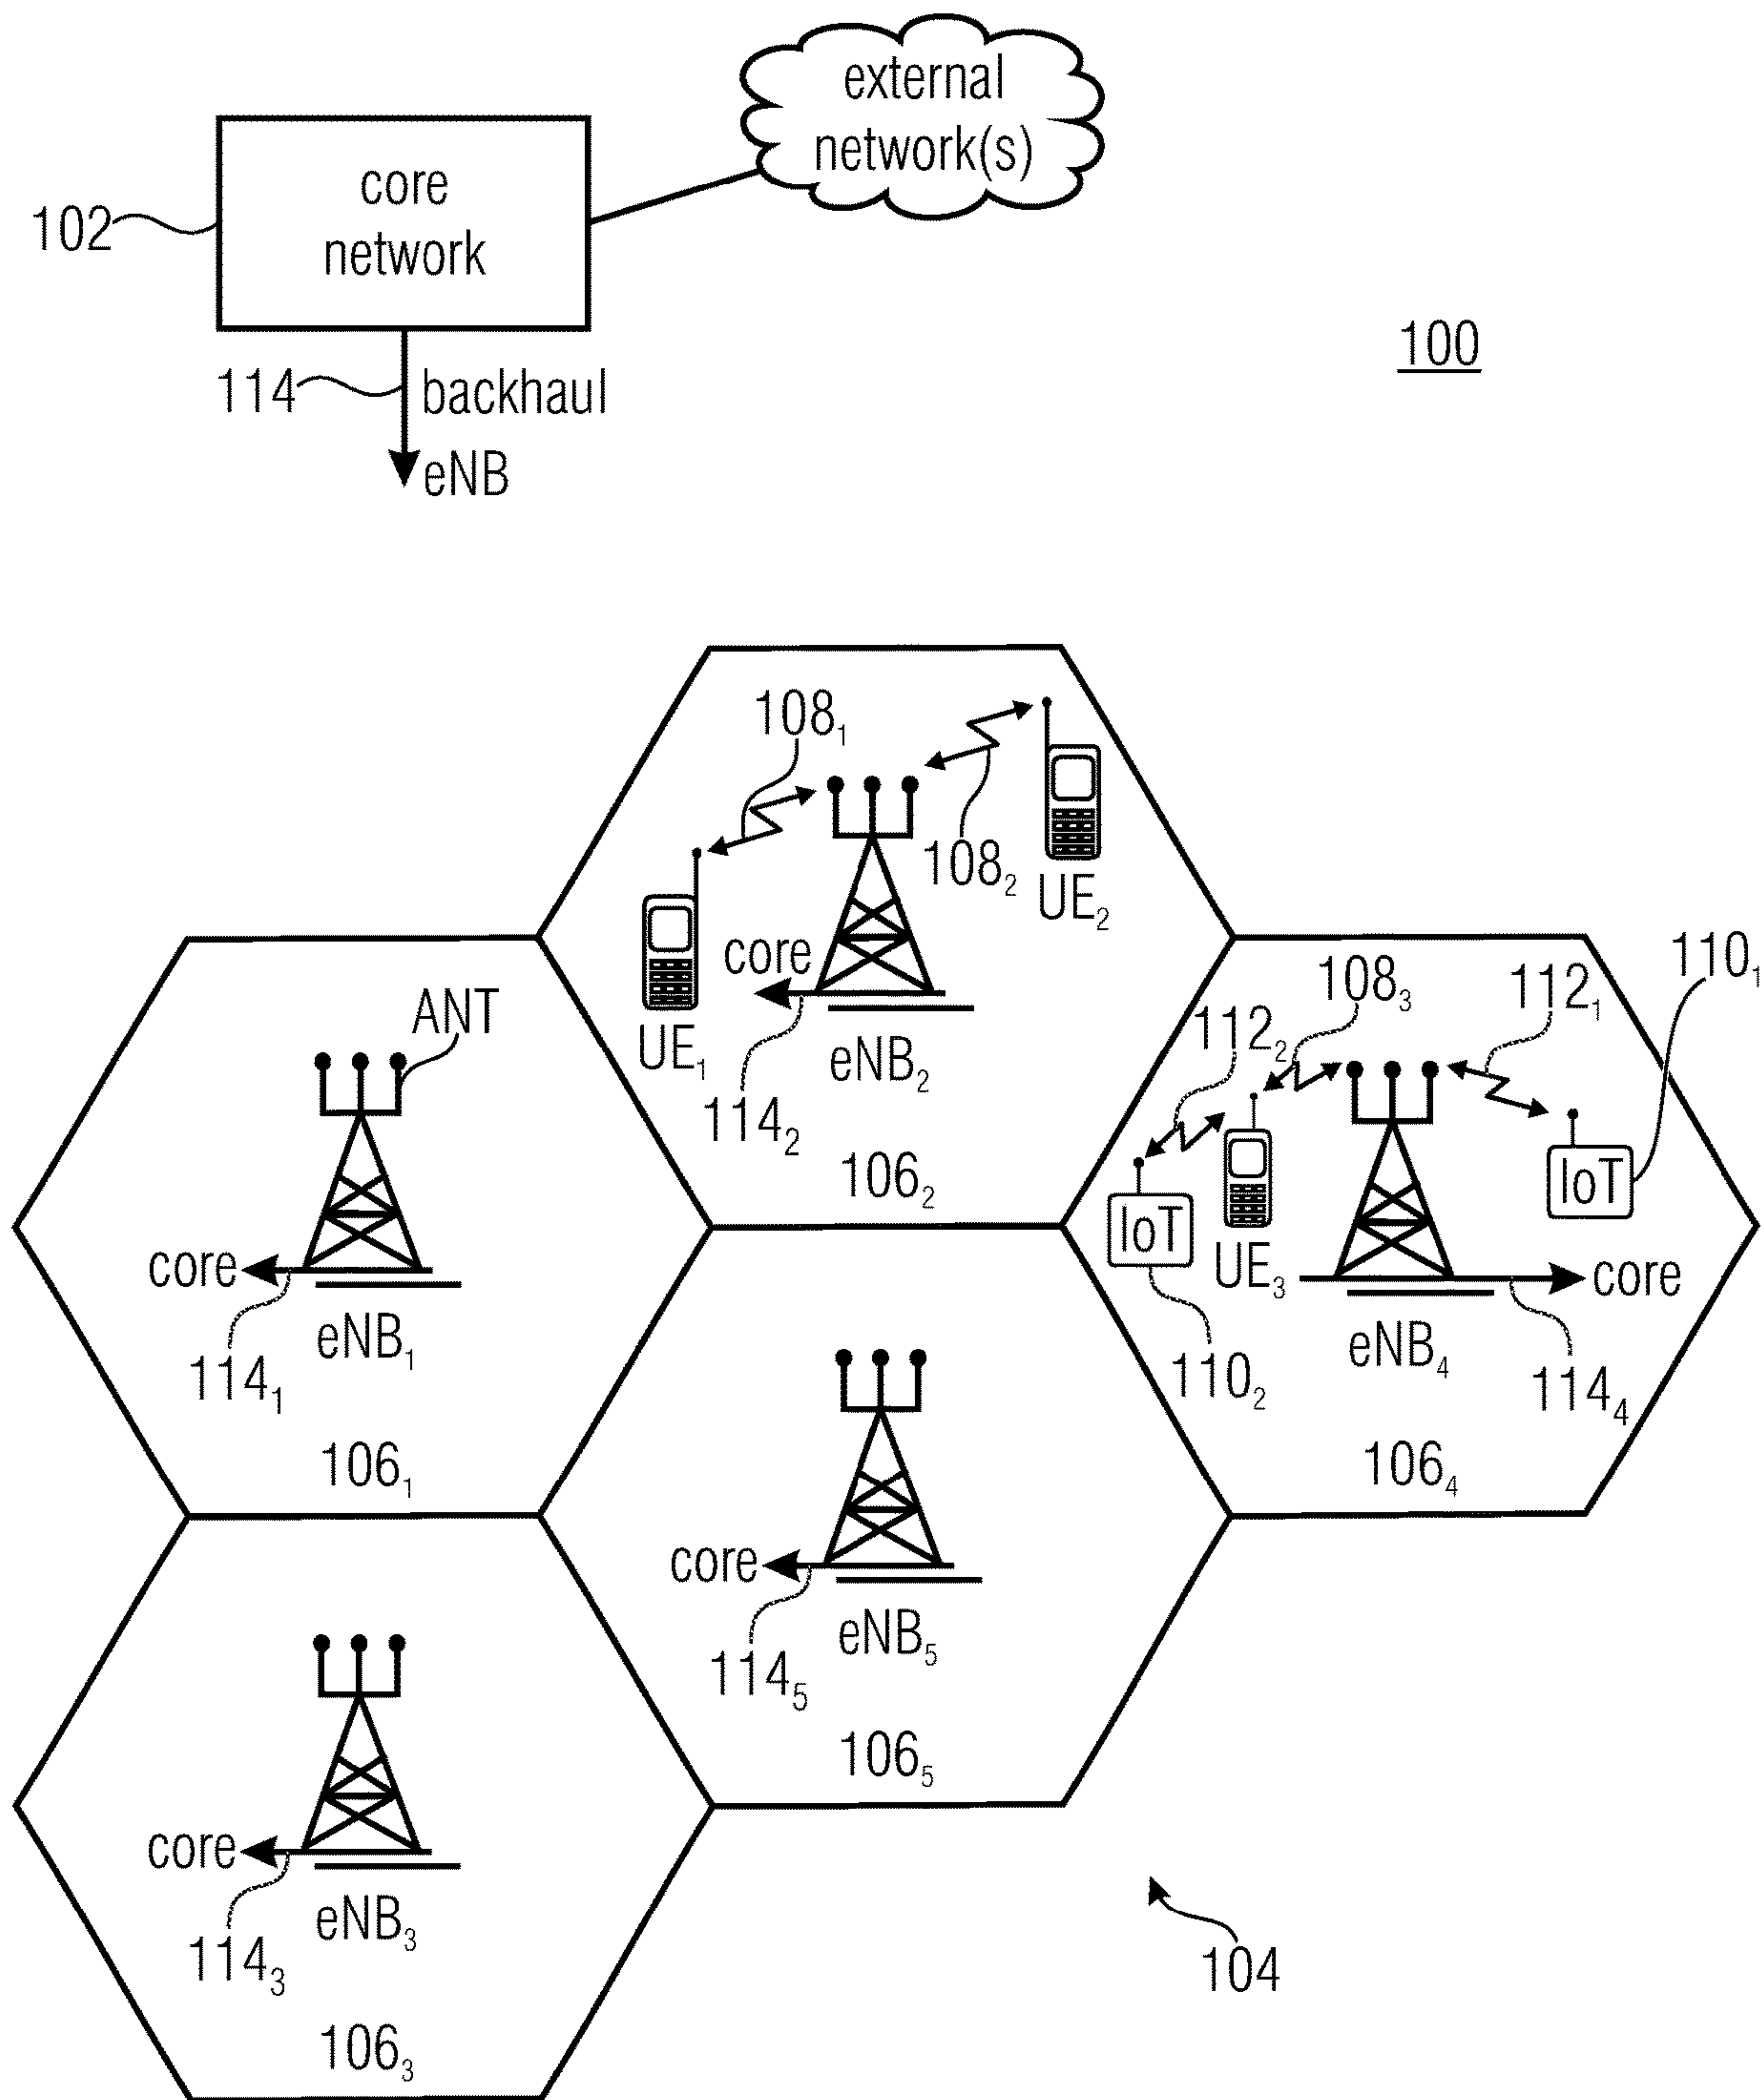 external
network(s)
core
network
102
100
114
backhaul
eNB
108₁
108₂
UE₂
core
UE₁
eNB₂
114₂
106₂
110₁
108₃
112₁
112₂
IoT
IoT
UE₃
core
eNB₄
110₂
114₄
106₄
ANT
core
eNB₁
114₁
106₁
core
eNB₅
114₅
106₅
core
eNB₃
114₃
106₃
104